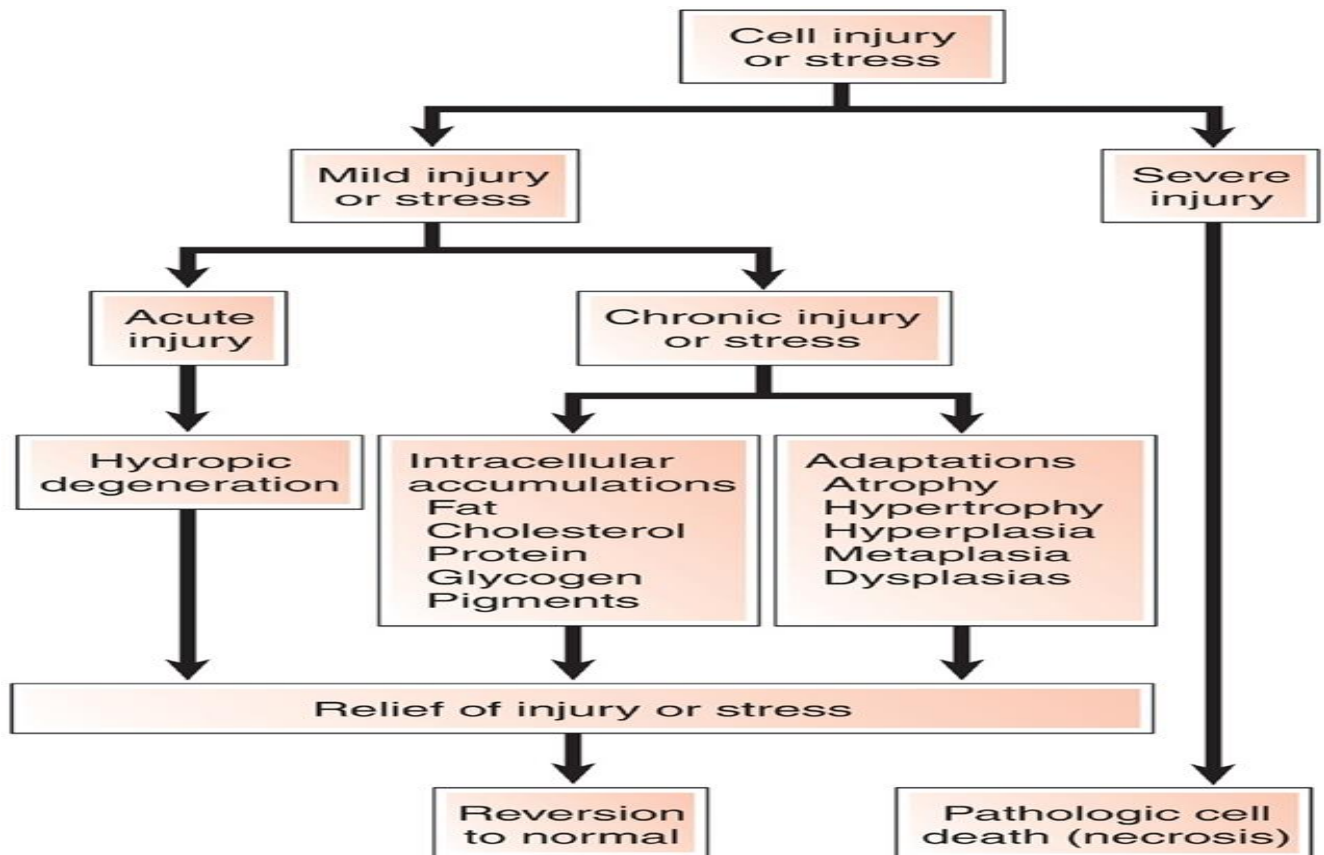 Cell injury
or stress
Mild injury
or stress
Severe
injury
Acute
injury
Chronic injury
or stress
Hydropic
degeneration
Intracellular
accumulations
Fat
Cholesterol
Protein
Glycogen
Pigments
Adaptations
Atrophy
Hypertrophy
Hyperplasia
Metaplasia
Dysplasias
Relief of injury or stress
Reversion
to normal
Pathologic cell
death (necrosis)